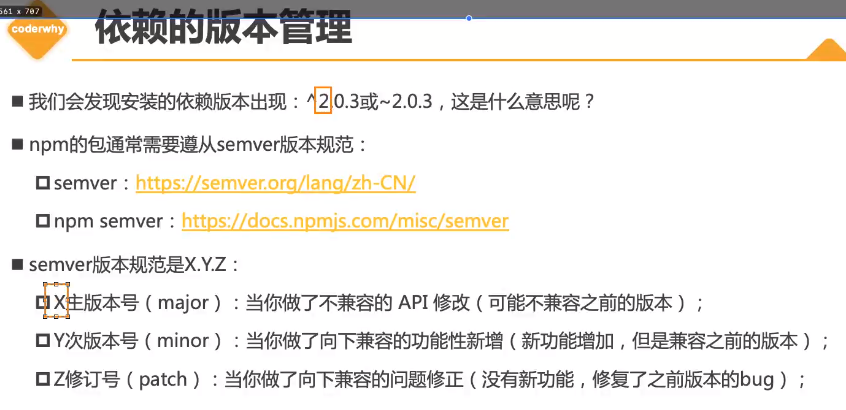 561 x 707
coderwhy
依赖的版本管理
我们会发现安装的依赖版本出现：^2.0.3或~2.0.3，这是什么意思呢？
npm的包通常需要遵从semver版本规范：
semver：https://semver.org/lang/zh-CN/
npm semver：https://docs.npmjs.com/misc/semver
semver版本规范是X.Y.Z：
X主版本号（major）：当你做了不兼容的 API 修改（可能不兼容之前的版本）；
Y次版本号（minor）：当你做了向下兼容的功能性新增（新功能增加，但是兼容之前的版本）；
Z修订号（patch）：当你做了向下兼容的问题修正（没有新功能，修复了之前版本的bug）；